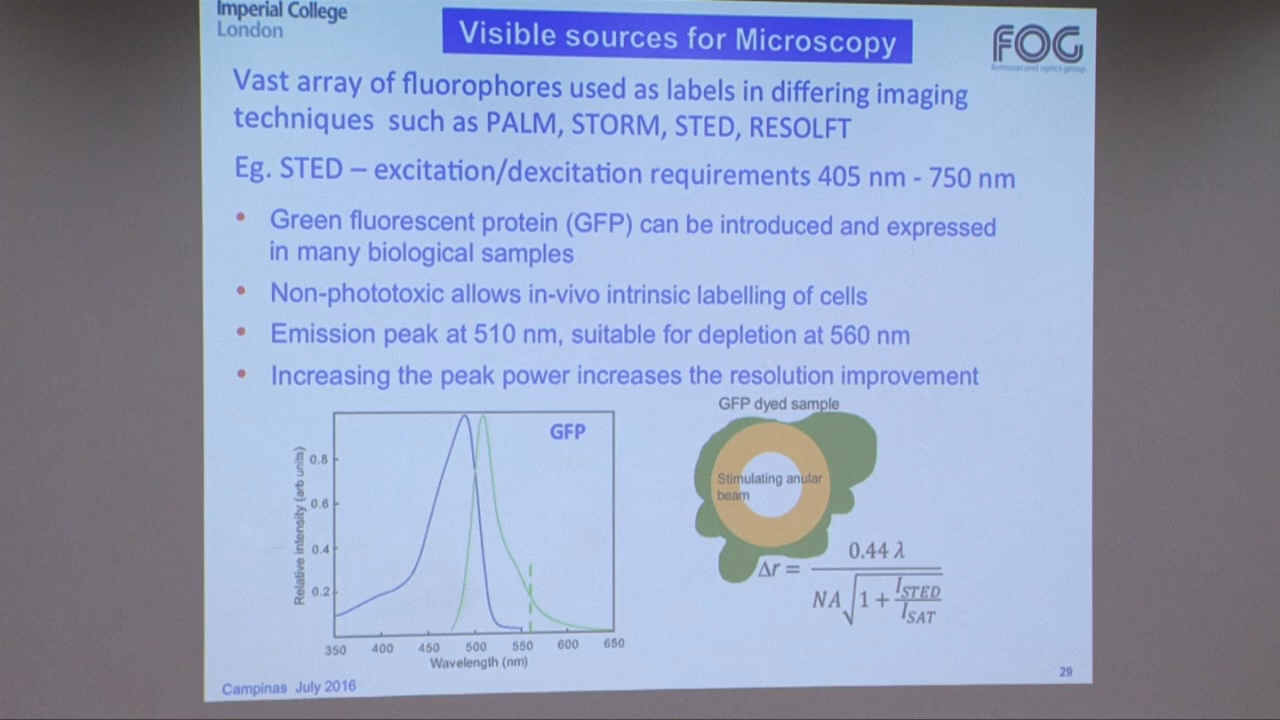 Imperial College
London
Visible sources for Microscopy
FOG
femtosecond optics group
Vast array of fluorophores used as labels in differing imaging
techniques such as PALM, STORM, STED, RESOLFT
Eg. STED – excitation/dexcitation requirements 405 nm - 750 nm
• Green fluorescent protein (GFP) can be introduced and expressed
in many biological samples
• Non-phototoxic allows in-vivo intrinsic labelling of cells
• Emission peak at 510 nm, suitable for depletion at 560 nm
• Increasing the peak power increases the resolution improvement
GFP
Relative intensity (arb units)
0.8
0.6
0.4
0.2
350 400 450 500 550 600 650
Wavelength (nm)
GFP dyed sample
Stimulating anular
beam
Δr = 0.44 λ / NA √(1 + I_STED / I_SAT)
Campinas July 2016
29